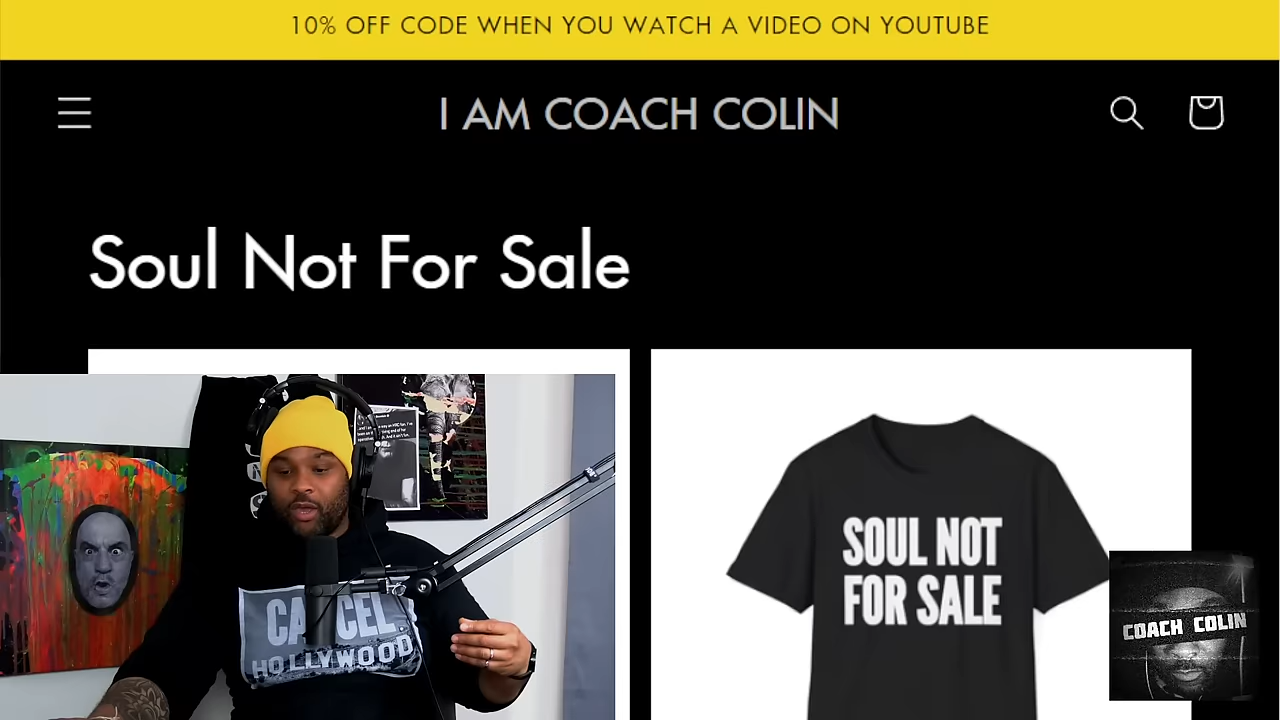 10% OFF CODE WHEN YOU WATCH A VIDEO ON YOUTUBE
I AM COACH COLIN
Soul Not For Sale
SOUL NOT
FOR SALE
HOLLYWOOD
COACH COLIN